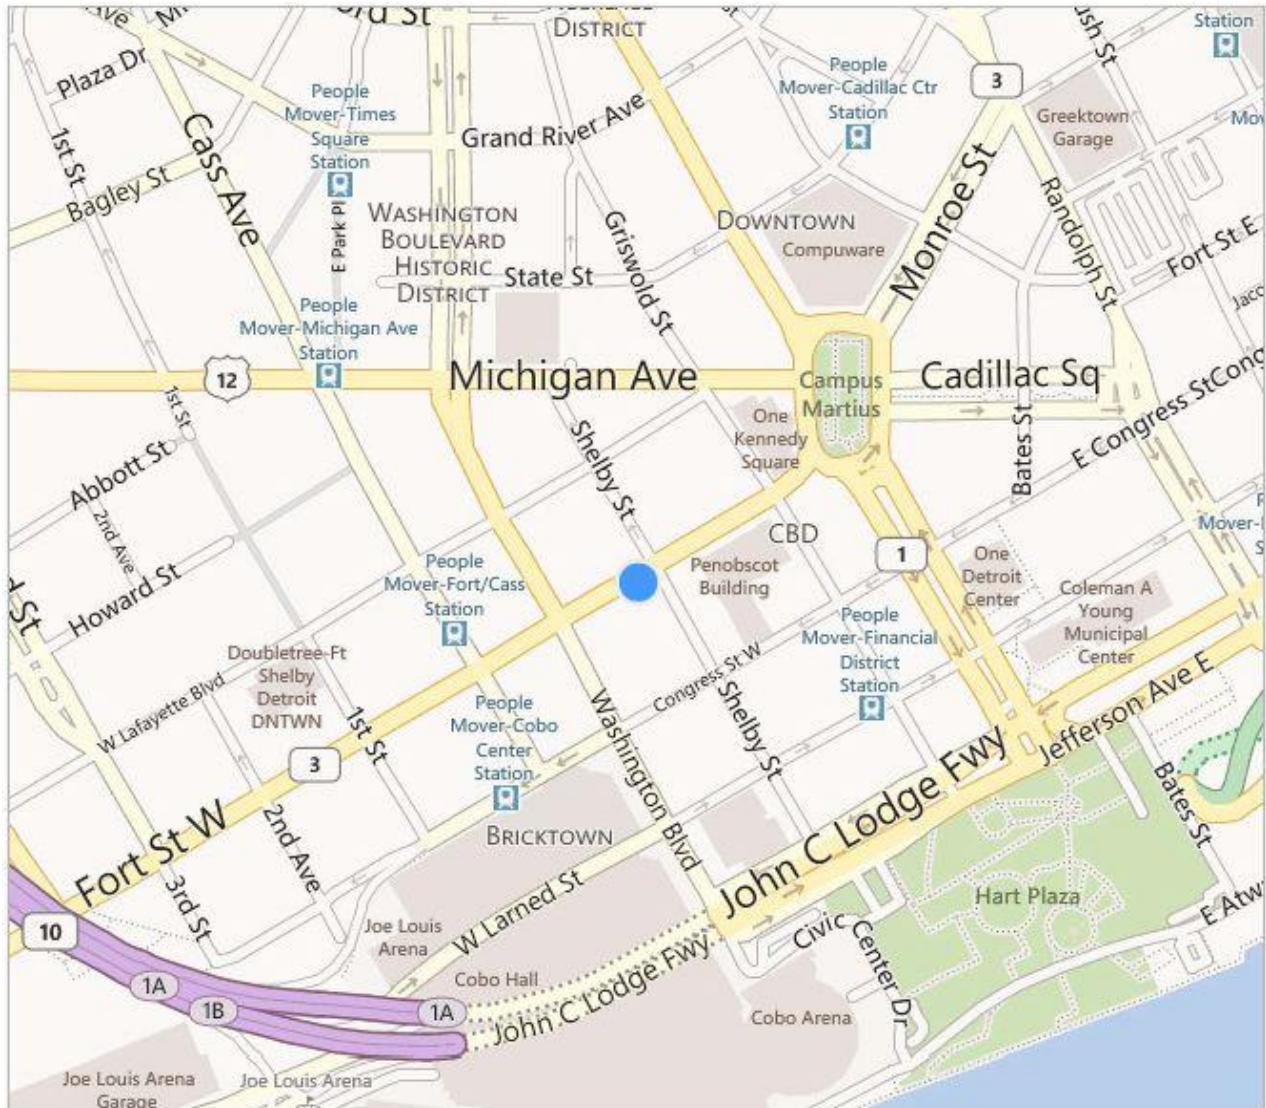 DISTRICT
Plaza Dr
People
Mover-Times
Square
Station
People
Mover-Cadillac Ctr
Station
3
Station
Greektown
Garage
1st St
Cass Ave
Grand River Ave
Bagley St
E Park Pl
WASHINGTON
BOULEVARD
HISTORIC
DISTRICT
Griswold St
DOWNTOWN
Compuware
Monroe St
Randolph St
Fort St E
State St
People
Mover-Michigan Ave
Station
12
Michigan Ave
Campus
Martius
Cadillac Sq
1st St
One
Kennedy
Square
Shelby St
Bates St
E Congress St
Cong
Abbott St
2nd Ave
Howard St
CBD
Penobscot
Building
1
One
Detroit
Center
People
Mover-Fort/Cass
Station
Coleman A
Young
Municipal
Center
People
Mover-Financial
District
Station
Doubletree-Ft
Shelby
Detroit
DNTWN
W Lafayette Blvd
Congress St W
Shelby St
1st St
3
People
Mover-Cobo
Center
Station
Washington Blvd
Jefferson Ave E
Bates St
Fort St W
2nd Ave
3rd St
BRICKTOWN
John C Lodge Fwy
Hart Plaza
10
Joe Louis
Arena
W Larned St
Civic Center Dr
E Atw
1A
1B
1A
Cobo Hall
John C Lodge Fwy
Cobo Arena
Joe Louis Arena
Garage
Joe Louis Arena